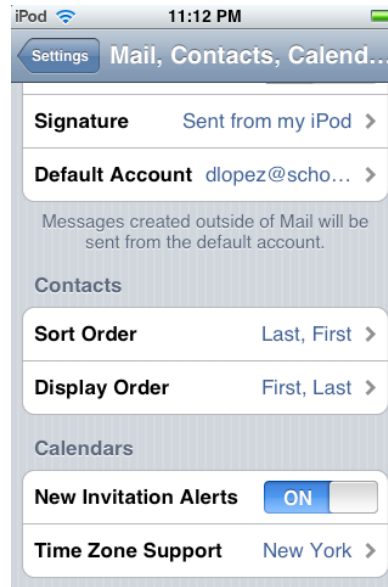 iPod 11:12 PM
Settings Mail, Contacts, Calend...
Signature Sent from my iPod
Default Account dlopez@scho...
Messages created outside of Mail will be
sent from the default account.
Contacts
Sort Order Last, First
Display Order First, Last
Calendars
New Invitation Alerts ON
Time Zone Support New York